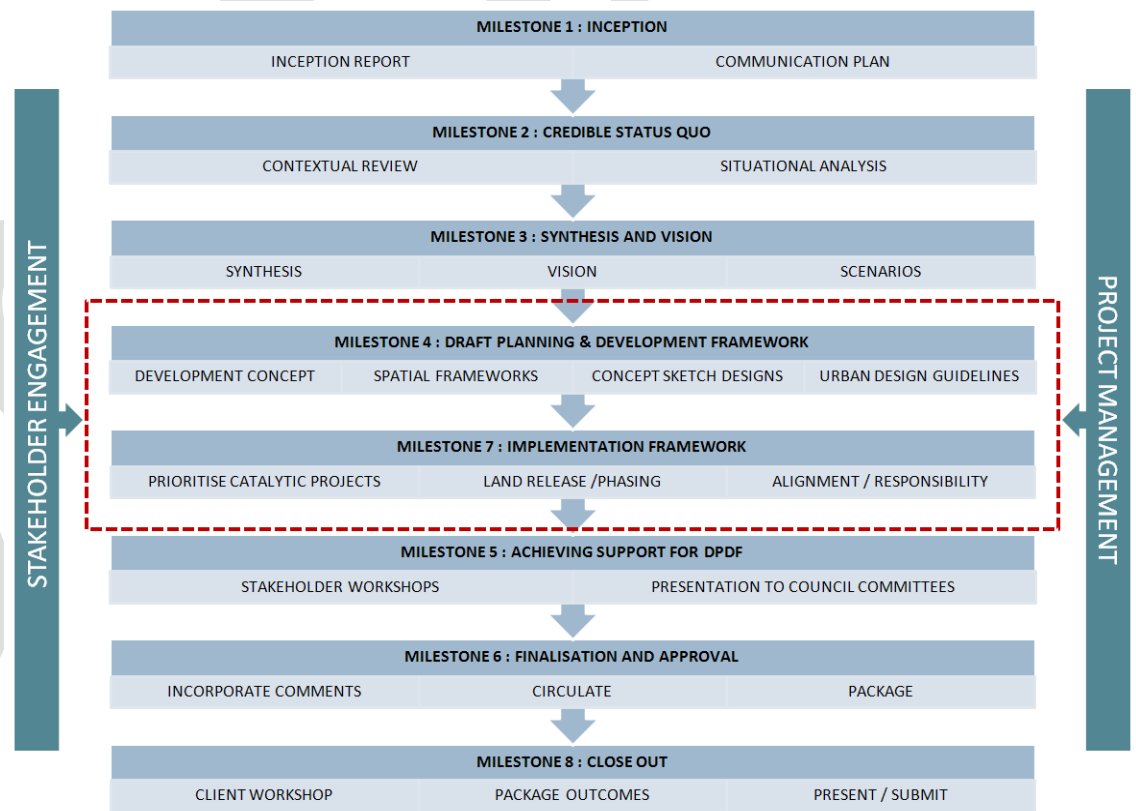 MILESTONE 1 : INCEPTION
INCEPTION REPORT
COMMUNICATION PLAN
MILESTONE 2 : CREDIBLE STATUS QUO
CONTEXTUAL REVIEW
SITUATIONAL ANALYSIS
MILESTONE 3 : SYNTHESIS AND VISION
SYNTHESIS
VISION
SCENARIOS
MILESTONE 4 : DRAFT PLANNING & DEVELOPMENT FRAMEWORK
DEVELOPMENT CONCEPT
SPATIAL FRAMEWORKS
CONCEPT SKETCH DESIGNS
URBAN DESIGN GUIDELINES
MILESTONE 7 : IMPLEMENTATION FRAMEWORK
PRIORITISE CATALYTIC PROJECTS
LAND RELEASE /PHASING
ALIGNMENT / RESPONSIBILITY
MILESTONE 5 : ACHIEVING SUPPORT FOR DPDF
STAKEHOLDER WORKSHOPS
PRESENTATION TO COUNCIL COMMITTEES
MILESTONE 6 : FINALISATION AND APPROVAL
INCORPORATE COMMENTS
CIRCULATE
PACKAGE
MILESTONE 8 : CLOSE OUT
CLIENT WORKSHOP
PACKAGE OUTCOMES
PRESENT / SUBMIT
STAKEHOLDER ENGAGEMENT
PROJECT MANAGEMENT